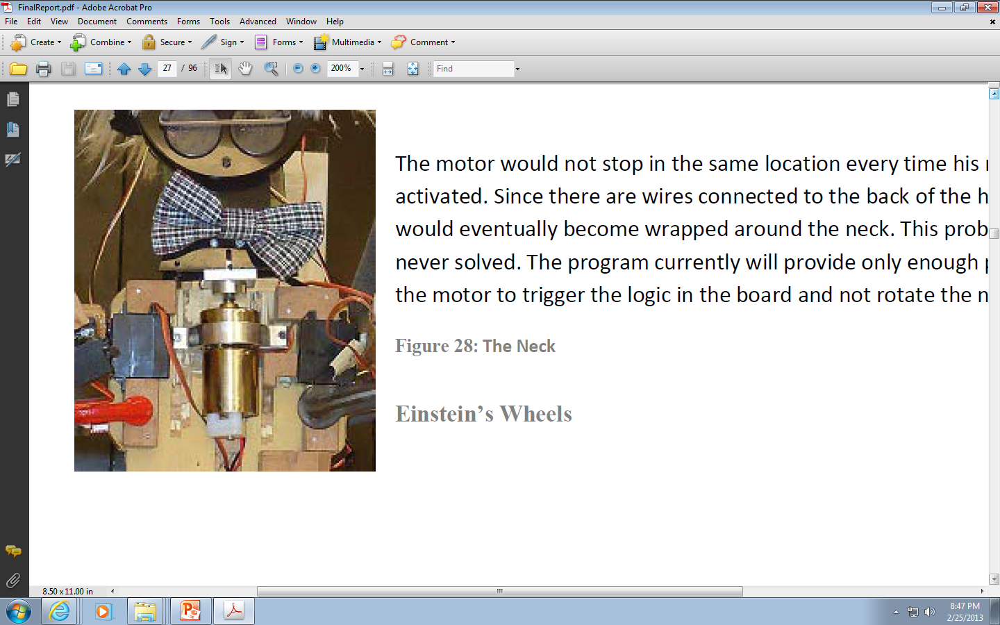 FinalReport.pdf - Adobe Acrobat Pro
File Edit View Document Comments Forms Tools Advanced Window Help
Create Combine Secure Sign Forms Multimedia Comment
27 / 96 200% Find
The motor would not stop in the same location every time his
activated. Since there are wires connected to the back of the h
would eventually become wrapped around the neck. This prob
never solved. The program currently will provide only enough p
the motor to trigger the logic in the board and not rotate the n
Figure 28: The Neck
Einstein’s Wheels
8.50 x 11.00 in
8:47 PM
2/25/2013